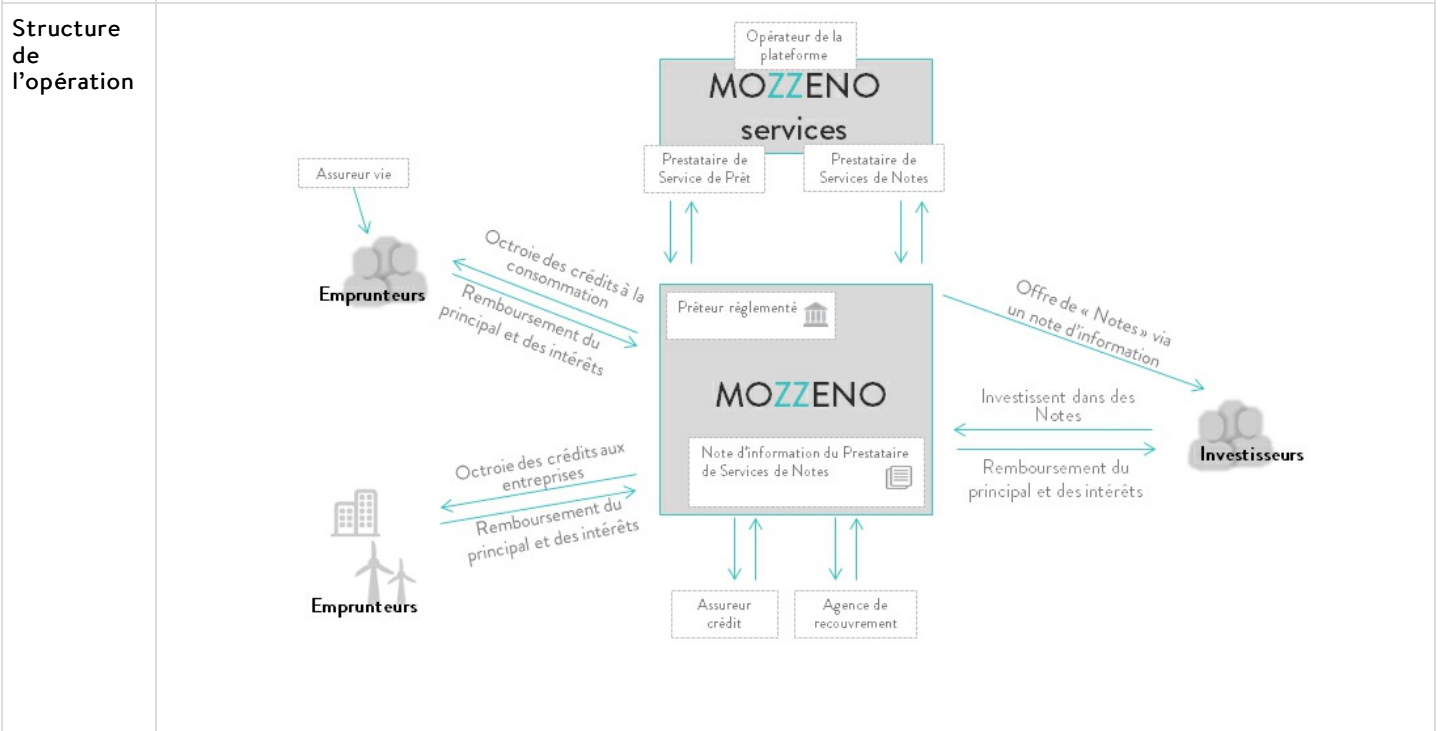 Structure
de
l'opération
Opérateur de la
plateforme
MOZZENO
services
Prestataire de
Service de Prêt
Prestataire de
Services de Notes
Assureur vie
Emprunteurs
Octroie des crédits à la
consommation
Remboursement du
principal et des intérêts
Prêteur réglementé
MOZZENO
Note d'information du Prestataire
de Services de Notes
Offre de « Notes » via
un note d'information
Investissent dans des
Notes
Remboursement du
principal et des intérêts
Investisseurs
Octroie des crédits aux
entreprises
Remboursement du
principal et des intérêts
Emprunteurs
Assureur
crédit
Agence de
recouvrement